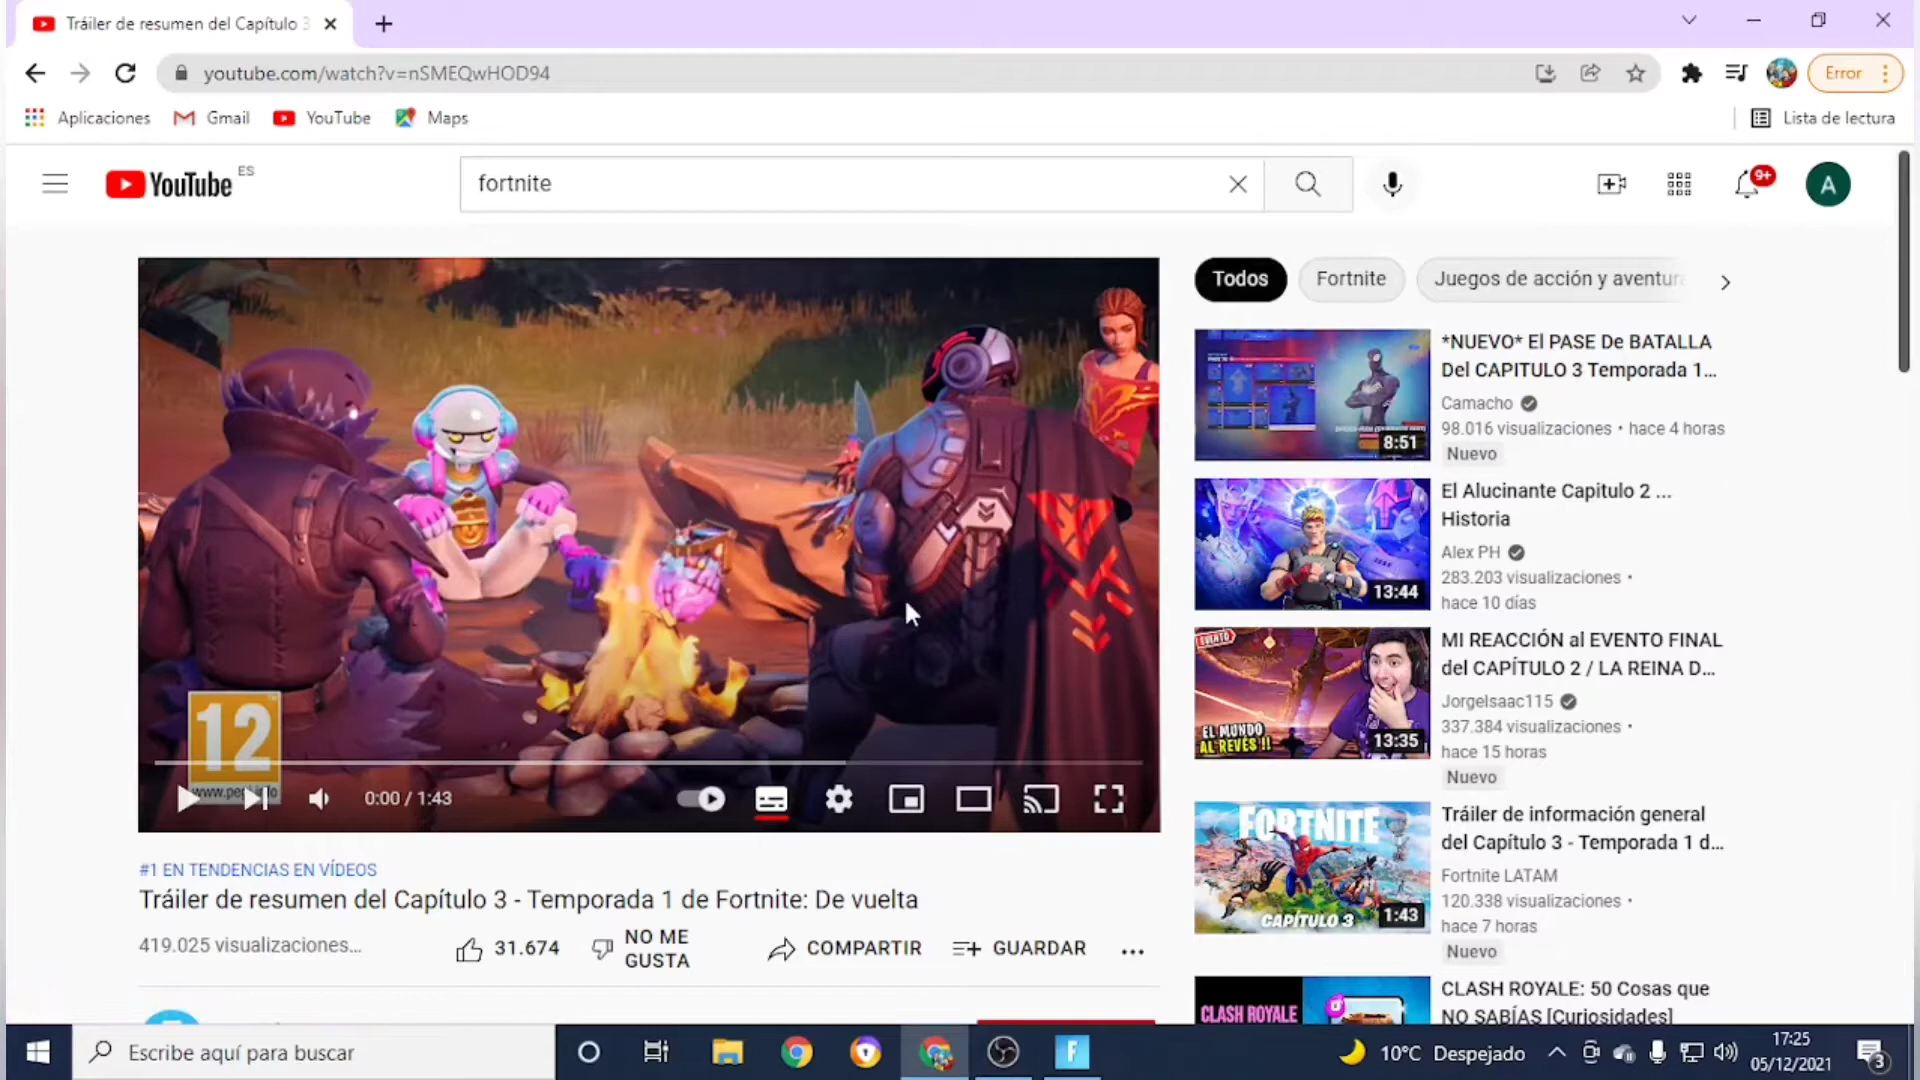 Tráiler de resumen del Capítulo 3
youtube.com/watch?v=nSMEQwHOD94
Error
Aplicaciones
Gmail
YouTube
Maps
Lista de lectura
YouTube
ES
fortnite
9+
A
12
www.pegi.info
0:00 / 1:43
#1 EN TENDENCIAS EN VÍDEOS
Tráiler de resumen del Capítulo 3 - Temporada 1 de Fortnite: De vuelta
419.025 visualizaciones...
31.674
NO ME
GUSTA
COMPARTIR
GUARDAR
Todos
Fortnite
Juegos de acción y aventur
8:51
*NUEVO* El PASE De BATALLA
Del CAPITULO 3 Temporada 1...
Camacho
98.016 visualizaciones • hace 4 horas
Nuevo
13:44
El Alucinante Capitulo 2 ...
Historia
Alex PH
283.203 visualizaciones •
hace 10 días
EVENTO
EL MUNDO
AL REVÉS !!
13:35
MI REACCIÓN al EVENTO FINAL
del CAPÍTULO 2 / LA REINA D...
JorgeIsaac115
337.384 visualizaciones •
hace 15 horas
Nuevo
FORTNITE
CAPÍTULO 3
1:43
Tráiler de información general
del Capítulo 3 - Temporada 1 d...
Fortnite LATAM
120.338 visualizaciones •
hace 7 horas
Nuevo
CLASH ROYALE
CLASH ROYALE: 50 Cosas que
NO SABÍAS [Curiosidades]
Escribe aquí para buscar
F
10°C Despejado
17:25
05/12/2021
3